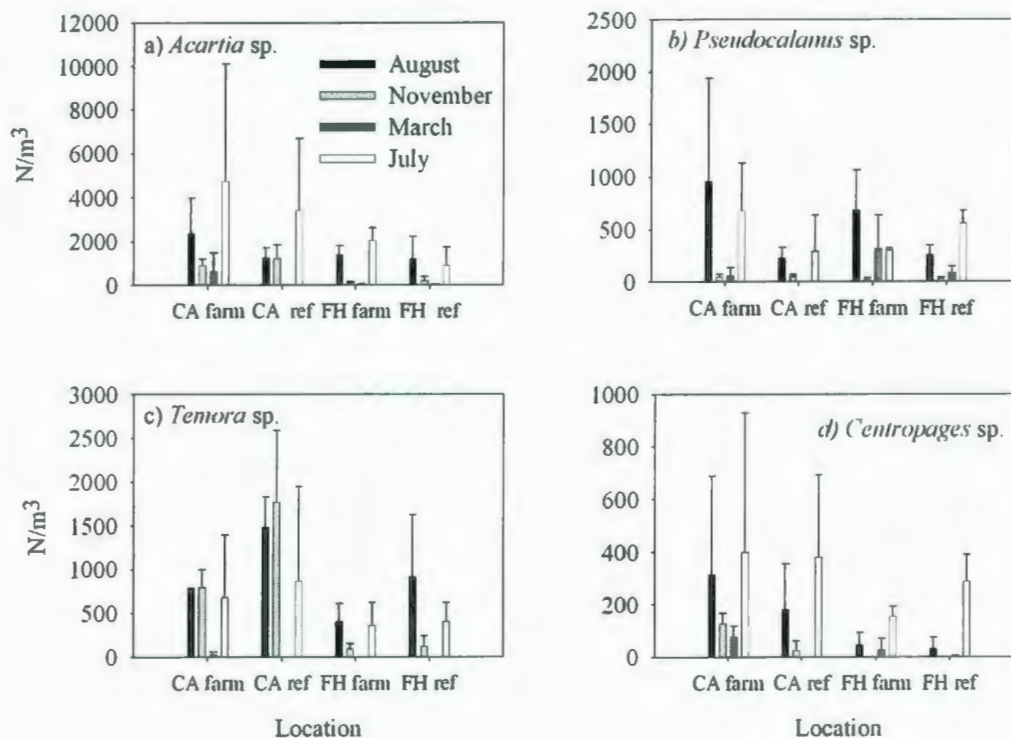 a) Acartia sp.
12000
10000
8000
6000
4000
2000
0
N/m³
August
November
March
July
CA farm CA ref FH farm FH ref
b) Pseudocalanus sp.
2500
2000
1500
1000
500
0
CA farm CA ref FH farm FH ref
c) Temora sp.
3000
2500
2000
1500
1000
500
0
N/m³
CA farm CA ref FH farm FH ref
Location
d) Centropages sp.
1000
800
600
400
200
0
CA farm CA ref FH farm FH ref
Location